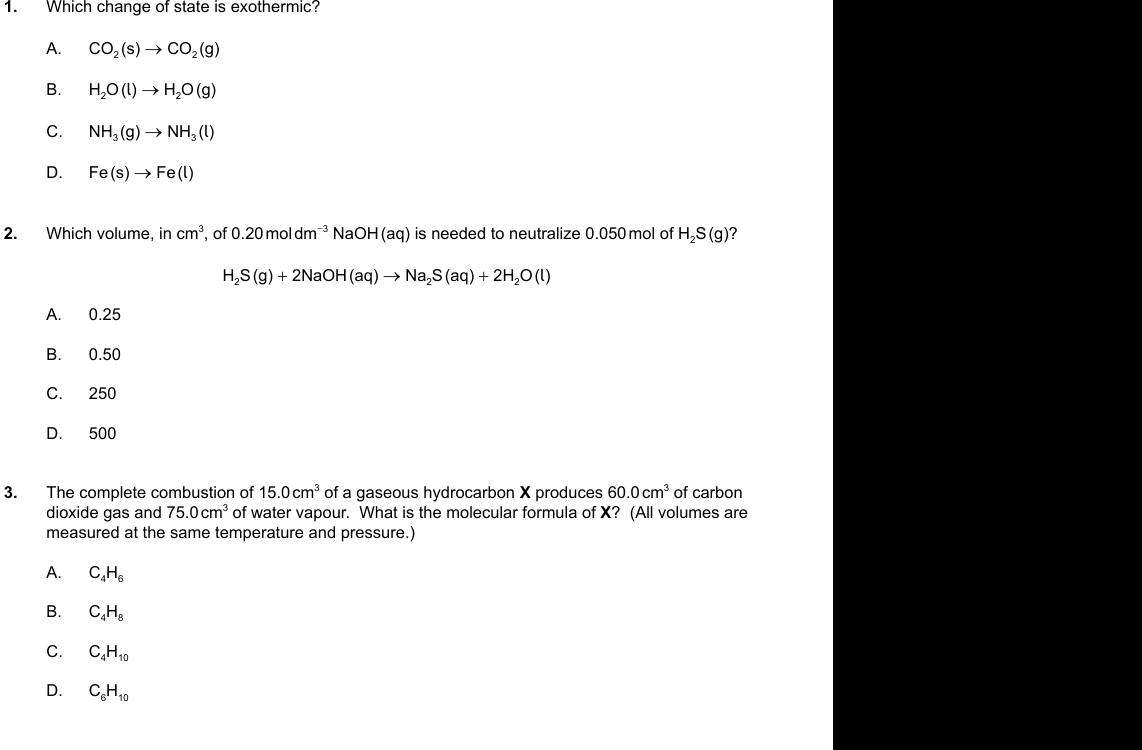 1. Which change of state is exothermic?
A. CO₂(s) → CO₂(g)
B. H₂O(l) → H₂O(g)
C. NH₃(g) → NH₃(l)
D. Fe(s) → Fe(l)
2. Which volume, in cm³, of 0.20 mol dm⁻³ NaOH(aq) is needed to neutralize 0.050 mol of H₂S(g)?
H₂S(g) + 2NaOH(aq) → Na₂S(aq) + 2H₂O(l)
A. 0.25
B. 0.50
C. 250
D. 500
3. The complete combustion of 15.0 cm³ of a gaseous hydrocarbon X produces 60.0 cm³ of carbon
dioxide gas and 75.0 cm³ of water vapour. What is the molecular formula of X? (All volumes are
measured at the same temperature and pressure.)
A. C₄H₆
B. C₄H₈
C. C₄H₁₀
D. C₆H₁₀